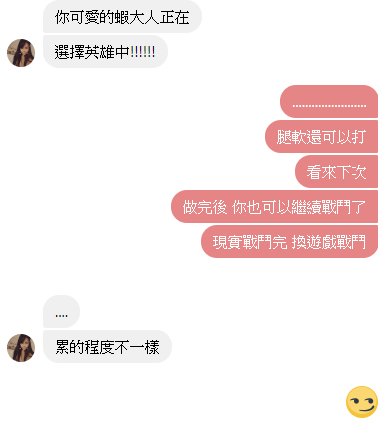 你可愛的蝦大人正在
選擇英雄中!!!!!!
......................
腿軟還可以打
看來下次
做完後 你也可以繼續戰鬥了
現實戰鬥完 換遊戲戰鬥
....
累的程度不一樣